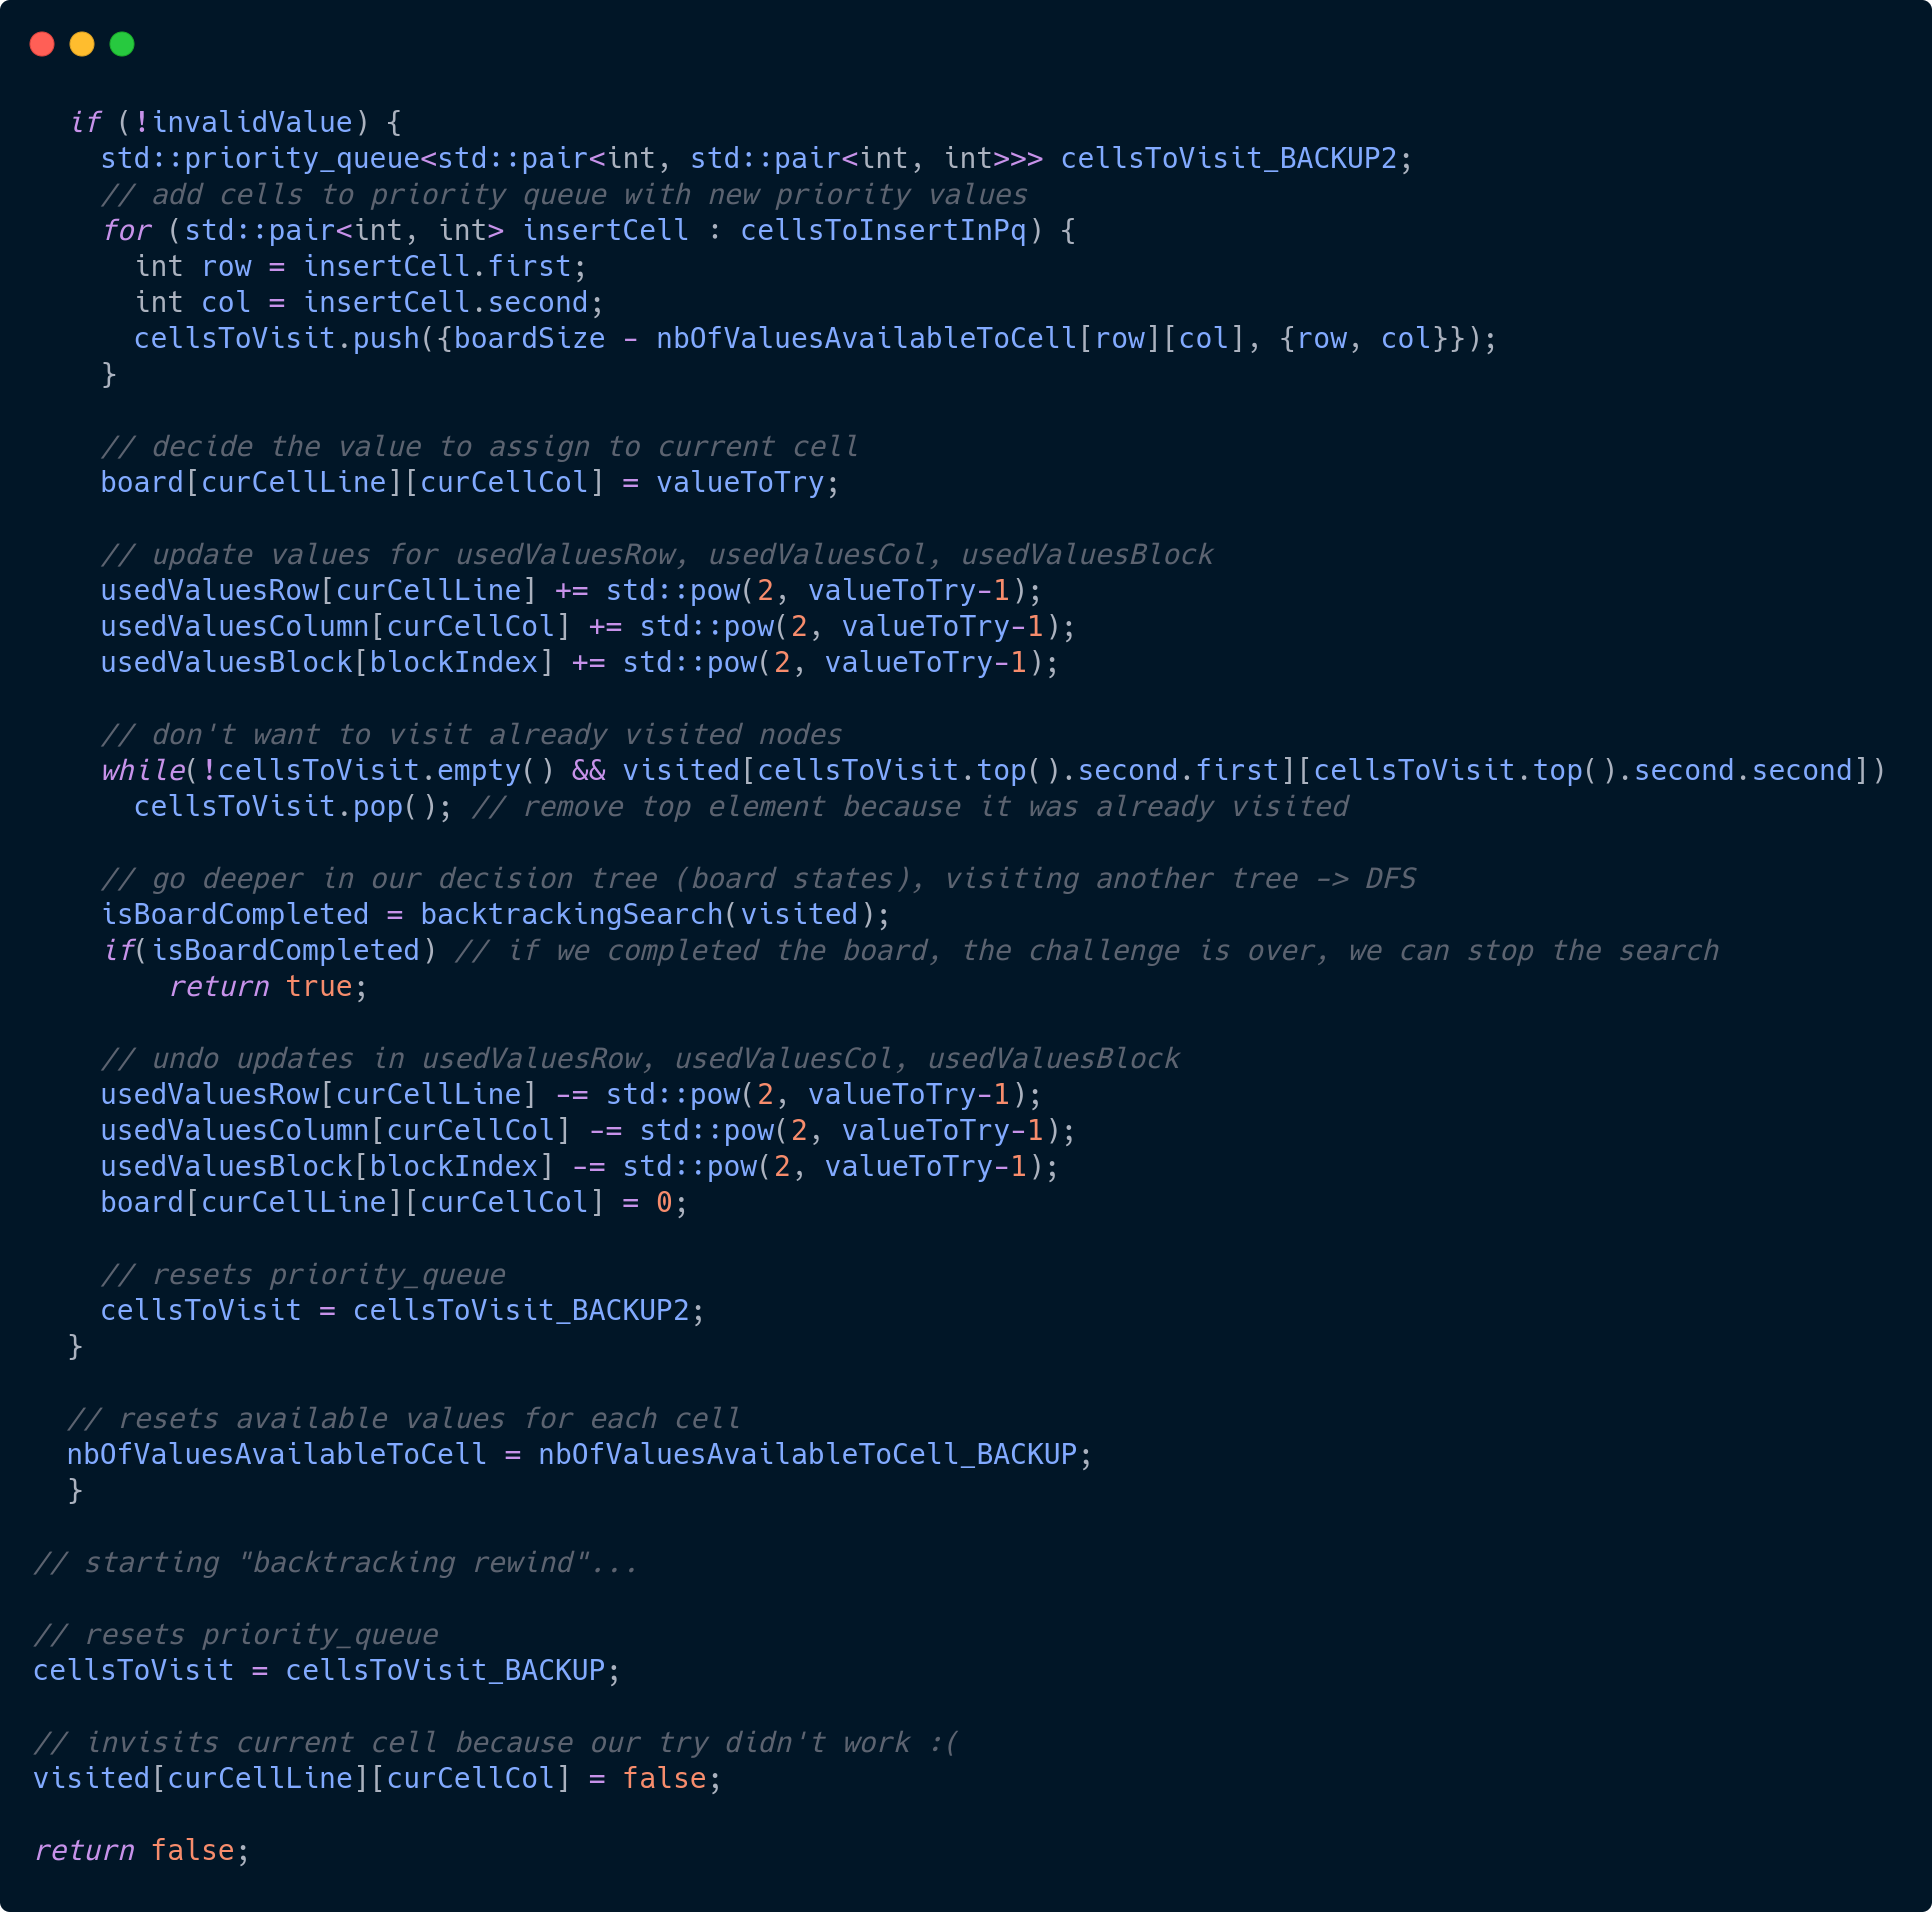 if (!invalidValue) {
std::priority_queue<std::pair<int, std::pair<int, int>>> cellsToVisit_BACKUP2;
// add cells to priority queue with new priority values
for (std::pair<int, int> insertCell : cellsToInsertInPq) {
int row = insertCell.first;
int col = insertCell.second;
cellsToVisit.push({boardSize - nbOfValuesAvailableToCell[row][col], {row, col}});
}
// decide the value to assign to current cell
board[curCellLine][curCellCol] = valueToTry;
// update values for usedValuesRow, usedValuesCol, usedValuesBlock
usedValuesRow[curCellLine] += std::pow(2, valueToTry-1);
usedValuesColumn[curCellCol] += std::pow(2, valueToTry-1);
usedValuesBlock[blockIndex] += std::pow(2, valueToTry-1);
// don't want to visit already visited nodes
while(!cellsToVisit.empty() && visited[cellsToVisit.top().second.first][cellsToVisit.top().second.second])
cellsToVisit.pop(); // remove top element because it was already visited
// go deeper in our decision tree (board states), visiting another tree -> DFS
isBoardCompleted = backtrackingSearch(visited);
if(isBoardCompleted) // if we completed the board, the challenge is over, we can stop the search
return true;
// undo updates in usedValuesRow, usedValuesCol, usedValuesBlock
usedValuesRow[curCellLine] -= std::pow(2, valueToTry-1);
usedValuesColumn[curCellCol] -= std::pow(2, valueToTry-1);
usedValuesBlock[blockIndex] -= std::pow(2, valueToTry-1);
board[curCellLine][curCellCol] = 0;
// resets priority_queue
cellsToVisit = cellsToVisit_BACKUP2;
}
// resets available values for each cell
nbOfValuesAvailableToCell = nbOfValuesAvailableToCell_BACKUP;
}
// starting "backtracking rewind"...
// resets priority_queue
cellsToVisit = cellsToVisit_BACKUP;
// invisits current cell because our try didn't work :(
visited[curCellLine][curCellCol] = false;
return false;